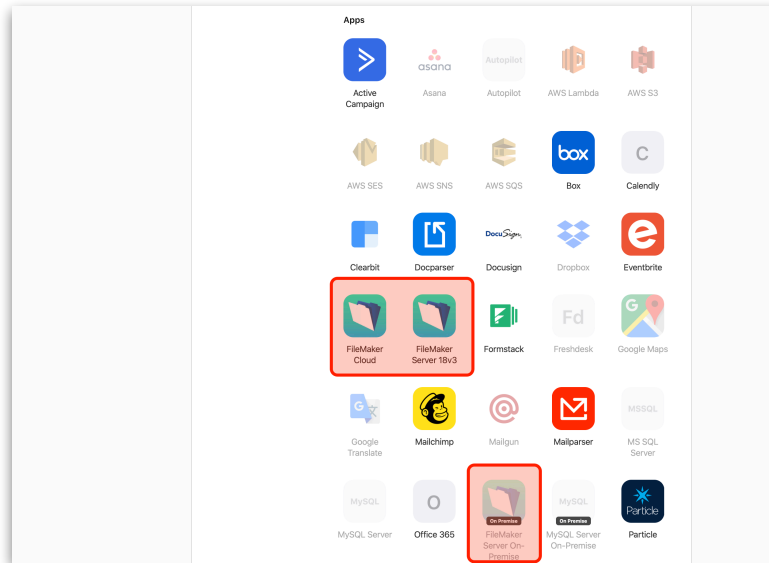 Apps
asana
Autopilot
Active
Campaign
Asana
Autopilot
AWS Lambda
AWS S3
box
C
AWS SES
AWS SNS
AWS SQS
Box
Calendly
DocuSign
e
Clearbit
Docparser
Docusign
Dropbox
Eventbrite
Fd
G
FileMaker
Cloud
FileMaker
Server 18v3
Formstack
Freshdesk
Google Maps
G
文
MSSQL
Google
Translate
Mailchimp
Mailgun
Mailparser
MS SQL
Server
MySQL
O
On Premise
MySQL
On Premise
Particle
MySQL Server
Office 365
FileMaker
Server On-
Premise
MySQL Server
On-Premise
Particle